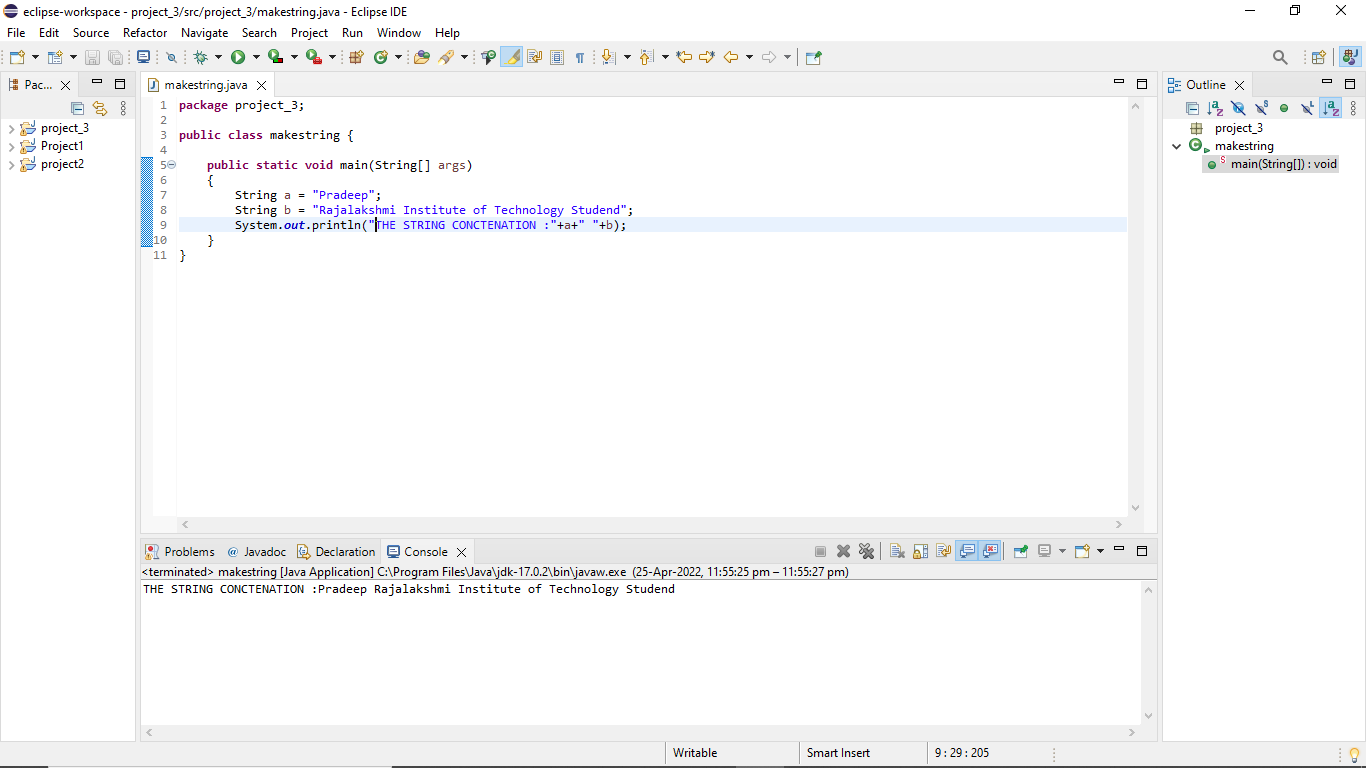 eclipse-workspace - project_3/src/project_3/makestring.java - Eclipse IDE
File Edit Source Refactor Navigate Search Project Run Window Help
Pac...
makestring.java
Outline
project_3
Project1
project2
1 package project_3;
2
3 public class makestring {
4
5 public static void main(String[] args)
6 {
7 String a = "Pradeep";
8 String b = "Rajalakshmi Institute of Technology Studend";
9 System.out.println("THE STRING CONCTENATION :"+a+" "+b);
10 }
11 }
project_3
makestring
main(String[]) : void
Problems @ Javadoc Declaration Console
<terminated> makestring [Java Application] C:\Program Files\Java\jdk-17.0.2\bin\javaw.exe (25-Apr-2022, 11:55:25 pm – 11:55:27 pm)
THE STRING CONCTENATION :Pradeep Rajalakshmi Institute of Technology Studend
Writable Smart Insert 9 : 29 : 205